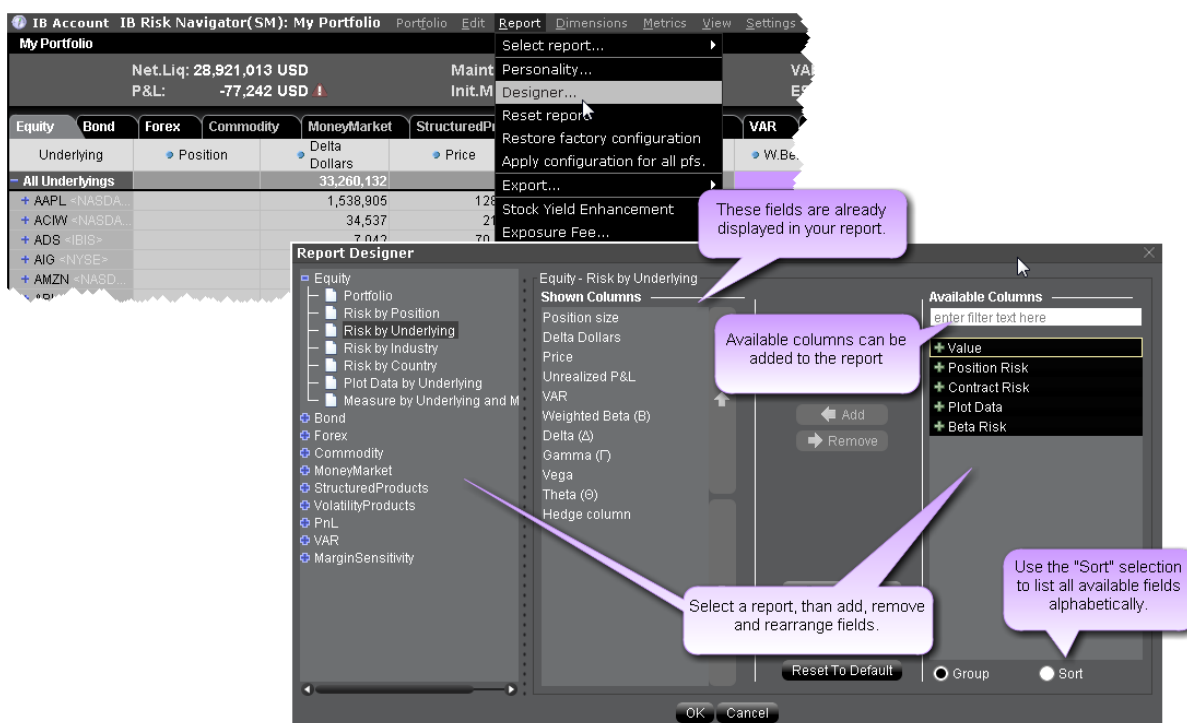 IB Account IB Risk Navigator(SM): My Portfolio Portfolio Edit Report Dimensions Metrics View Settings
My Portfolio
Net.Liq: 28,921,013 USD
P&L: -77,242 USD
Maint
Init.M
Equity Bond Forex Commodity MoneyMarket VAR
Underlying Position Delta Dollars Price
All Underlyings 33,260,132
+ AAPL <NASDA... 1,538,905
+ ACIW <NASDA... 34,537
+ ADS <IBIS>
+ AIG <NYSE>
+ AMZN <NASD...
Select report...
Personality...
Designer...
Reset report
Restore factory configuration
Apply configuration for all pfs.
Export...
Stock Yield Enhancement
Exposure Fee...
These fields are already
displayed in your report.
Report Designer
Equity
Portfolio
Risk by Position
Risk by Underlying
Risk by Industry
Risk by Country
Plot Data by Underlying
Measure by Underlying and M
Bond
Forex
Commodity
MoneyMarket
StructuredProducts
VolatilityProducts
PnL
VAR
MarginSensitivity
Equity - Risk by Underlying
Shown Columns
Position size
Delta Dollars
Price
Unrealized P&L
VAR
Weighted Beta (Β)
Delta (Δ)
Gamma (Γ)
Vega
Theta (Θ)
Hedge column
Available columns can be
added to the report
Add
Remove
Available Columns
enter filter text here
+ Value
+ Position Risk
+ Contract Risk
+ Plot Data
+ Beta Risk
Select a report, than add, remove
and rearrange fields.
Use the "Sort" selection
to list all available fields
alphabetically.
Reset To Default
Group Sort
OK Cancel